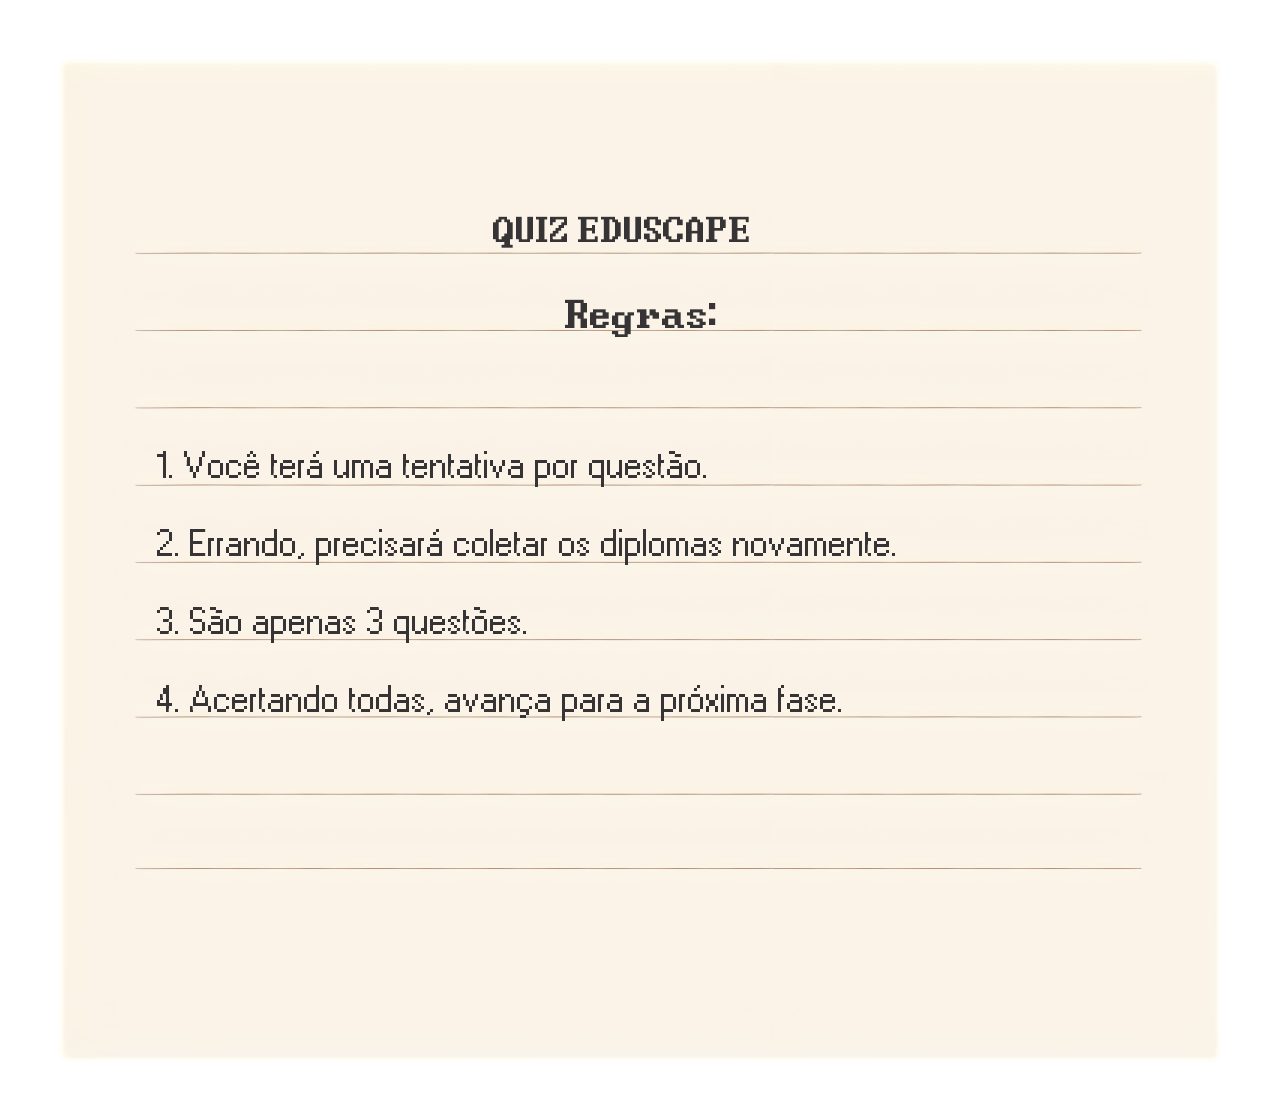 QUIZ EDUSCAPE
Regras:
1. Você terá uma tentativa por questão.
2. Errando, precisará coletar os diplomas novamente.
3. São apenas 3 questões.
4. Acertando todas, avança para a próxima fase.